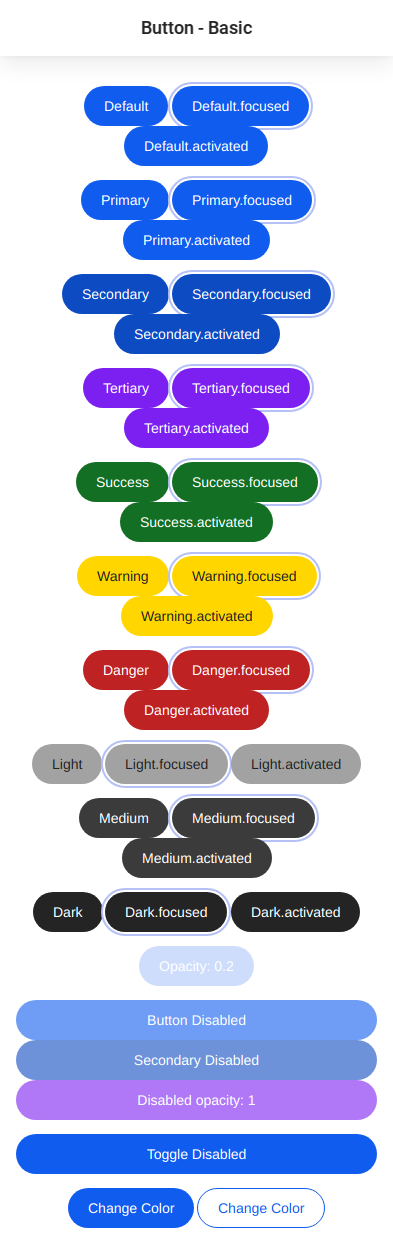 Button - Basic
Default Default.focused
Default.activated
Primary Primary.focused
Primary.activated
Secondary Secondary.focused
Secondary.activated
Tertiary Tertiary.focused
Tertiary.activated
Success Success.focused
Success.activated
Warning Warning.focused
Warning.activated
Danger Danger.focused
Danger.activated
Light Light.focused Light.activated
Medium Medium.focused
Medium.activated
Dark Dark.focused Dark.activated
Opacity: 0.2
Button Disabled
Secondary Disabled
Disabled opacity: 1
Toggle Disabled
Change Color Change Color